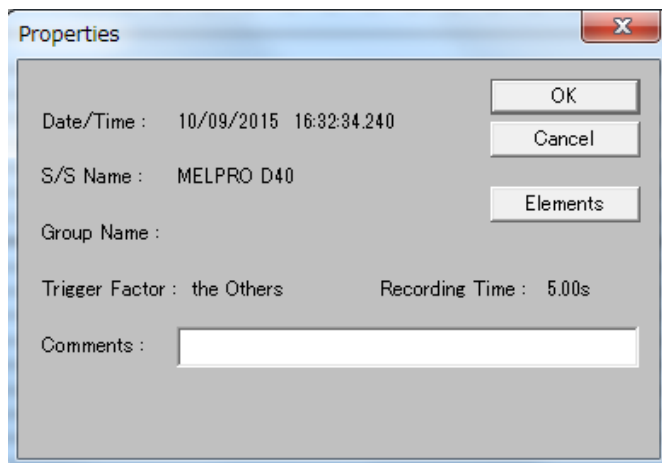 Properties
OK
Date/Time : 10/09/2015 16:32:34.240
Cancel
S/S Name : MELPRO D40
Elements
Group Name :
Trigger Factor : the Others Recording Time : 5.00s
Comments :